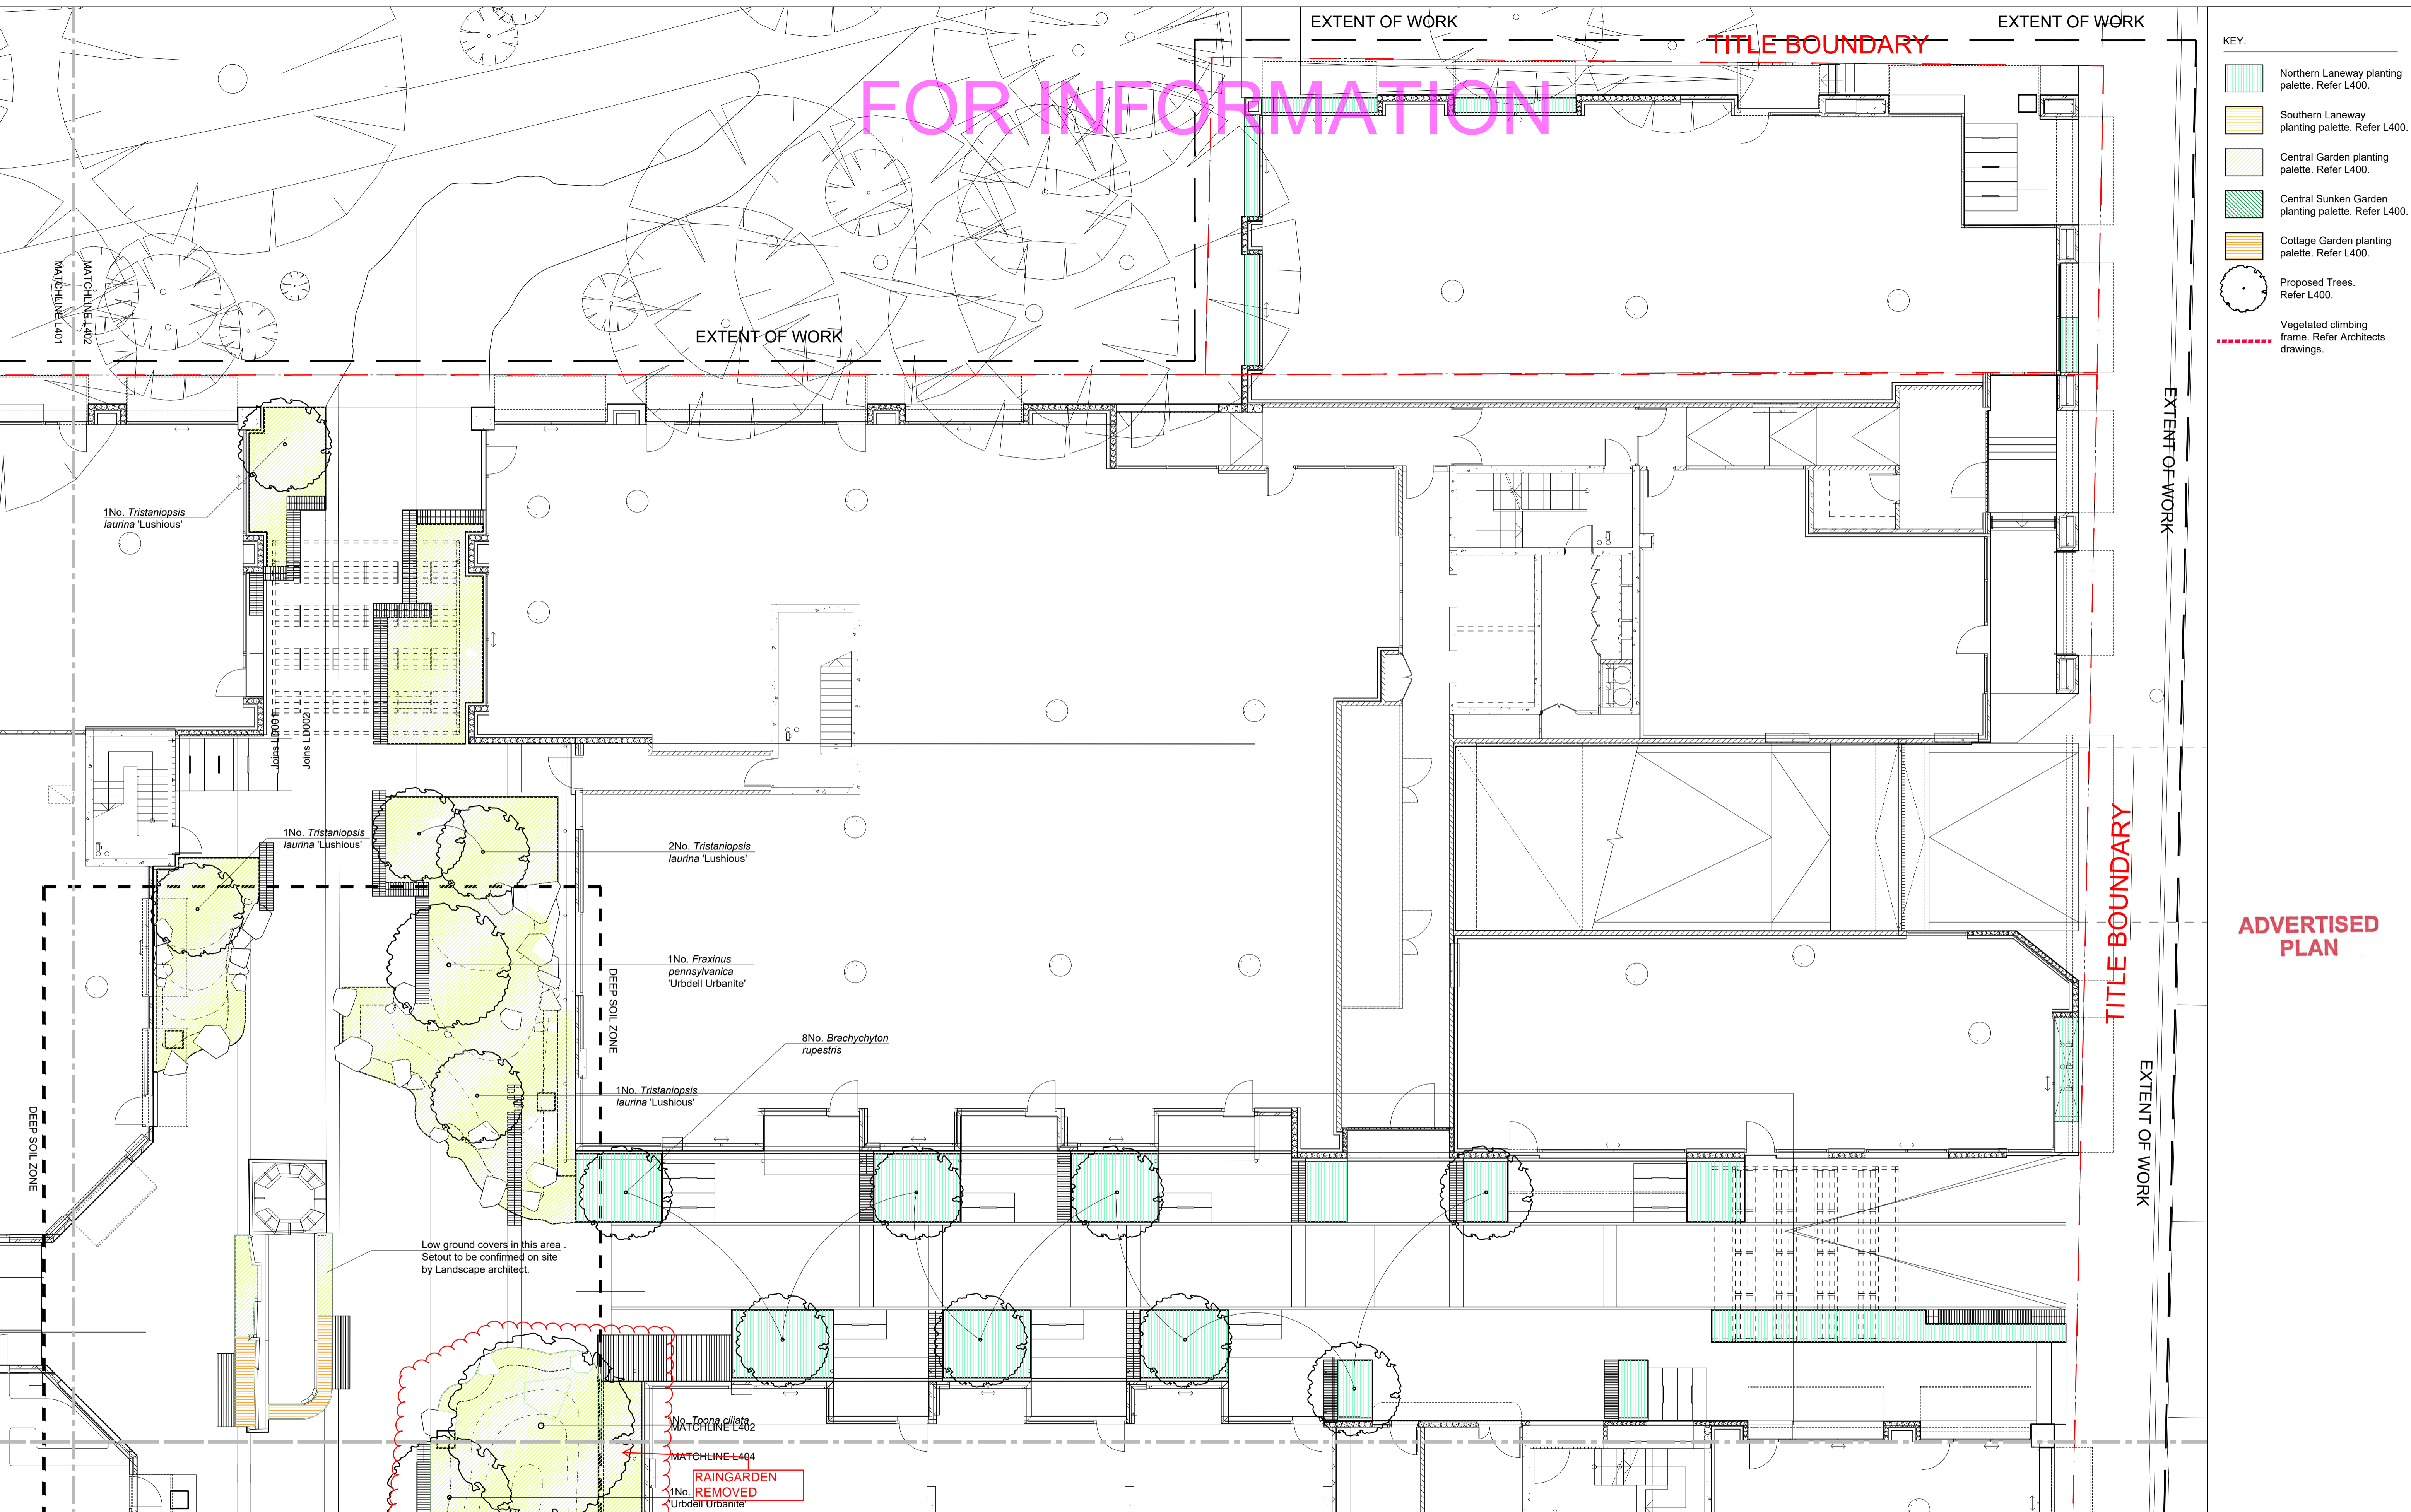 EXTENT OF WORK
EXTENT OF WORK
TITLE BOUNDARY
FOR INFORMATION
KEY.
Northern Laneway planting
palette. Refer L400.
Southern Laneway
planting palette. Refer L400.
Central Garden planting
palette. Refer L400.
Central Sunken Garden
planting palette. Refer L400.
Cottage Garden planting
palette. Refer L400.
Proposed Trees.
Refer L400.
Vegetated climbing
frame. Refer Architects
drawings.
MATCHLINE L401
MATCHLINE L402
EXTENT OF WORK
EXTENT OF WORK
1No. Tristaniopsis
laurina 'Lushious'
Joins L0001
Joins L0002
1No. Tristaniopsis
laurina 'Lushious'
2No. Tristaniopsis
laurina 'Lushious'
TITLE BOUNDARY
ADVERTISED
PLAN
1No. Fraxinus
pennsylvanica
'Urbdell Urbanite'
DEEP SOIL ZONE
8No. Brachychyton
rupestris
1No. Tristaniopsis
laurina 'Lushious'
DEEP SOIL ZONE
EXTENT OF WORK
Low ground covers in this area .
Setout to be confirmed on site
by Landscape architect.
1No. Toona ciliata
MATCHLINE L402
MATCHLINE L404
RAINGARDEN
REMOVED
1No.
'Urbdell Urbanite'